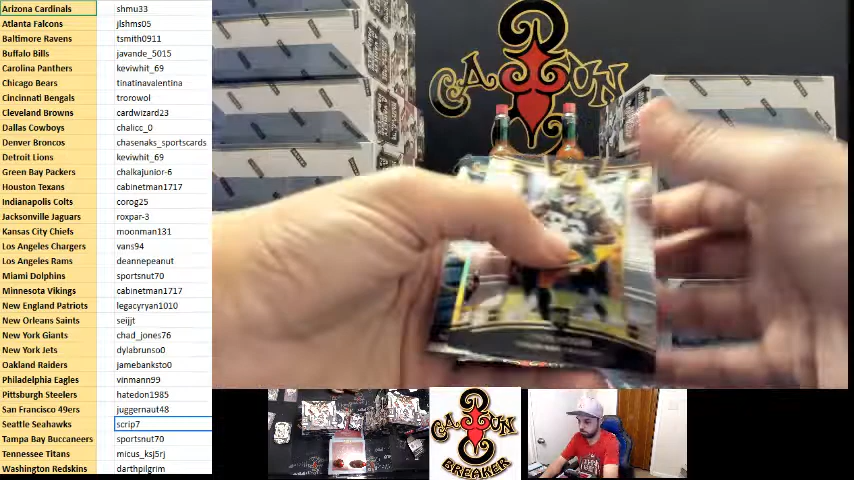 Arizona Cardinals shmu33
Atlanta Falcons jlshms05
Baltimore Ravens tsmith0911
Buffalo Bills javande_5015
Carolina Panthers keviwhit_69
Chicago Bears tinatinavalentina
Cincinnati Bengals trorowol
Cleveland Browns cardwizard23
Dallas Cowboys chalicc_0
Denver Broncos chasenaks_sportscards
Detroit Lions keviwhit_69
Green Bay Packers chalkajunior-6
Houston Texans cabinetman1717
Indianapolis Colts corog25
Jacksonville Jaguars roxpar-3
Kansas City Chiefs moonman131
Los Angeles Chargers vans94
Los Angeles Rams deannepeanut
Miami Dolphins sportsnut70
Minnesota Vikings cabinetman1717
New England Patriots legacyryan1010
New Orleans Saints seijjt
New York Giants chad_jones76
New York Jets dylabruns0
Oakland Raiders jamebanksto0
Philadelphia Eagles vinmann99
Pittsburgh Steelers hatedon1985
San Francisco 49ers juggernaut48
Seattle Seahawks scrip7
Tampa Bay Buccaneers sportsnut70
Tennessee Titans micus_ksj5rj
Washington Redskins darthpilgrim
CAJUN
CAJUN
BREAKER